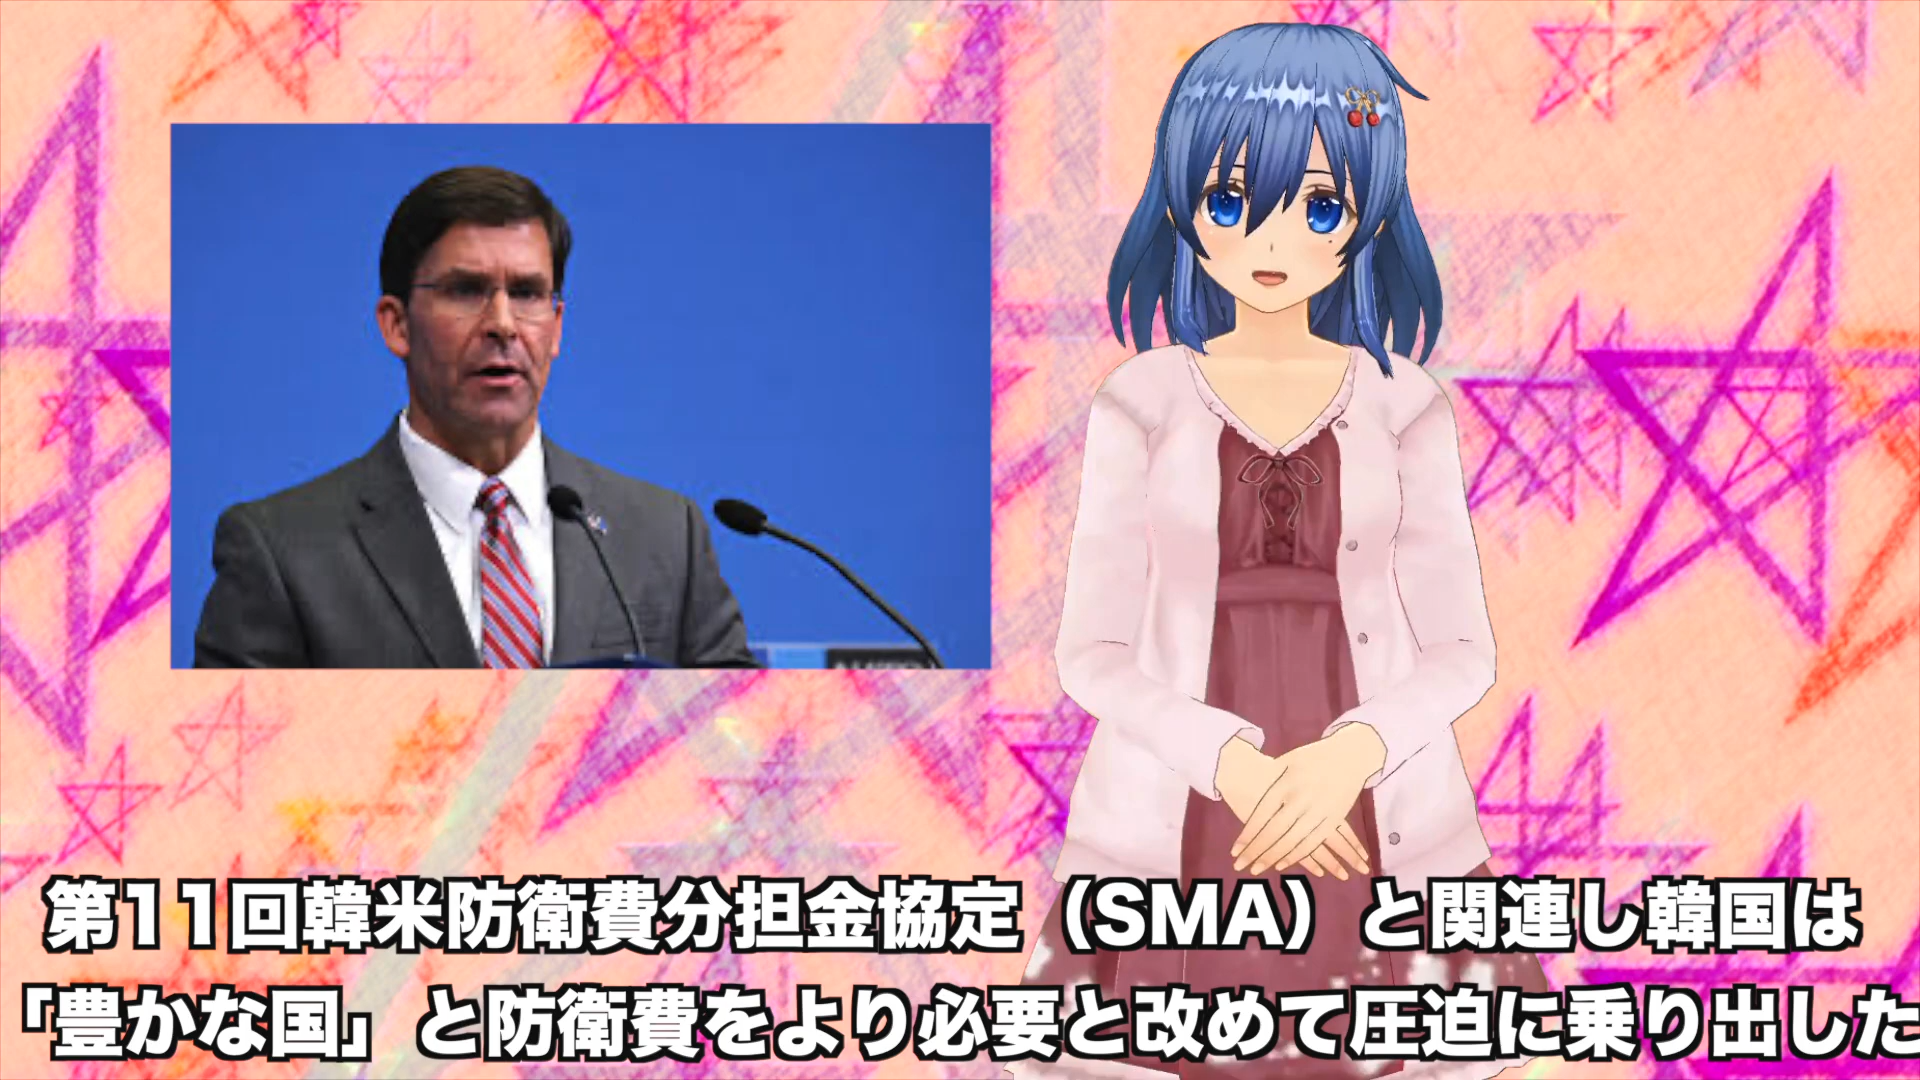 第11回韓米防衛費分担金協定（SMA）と関連し韓国は
「豊かな国」と防衛費をより必要と改めて圧迫に乗り出した